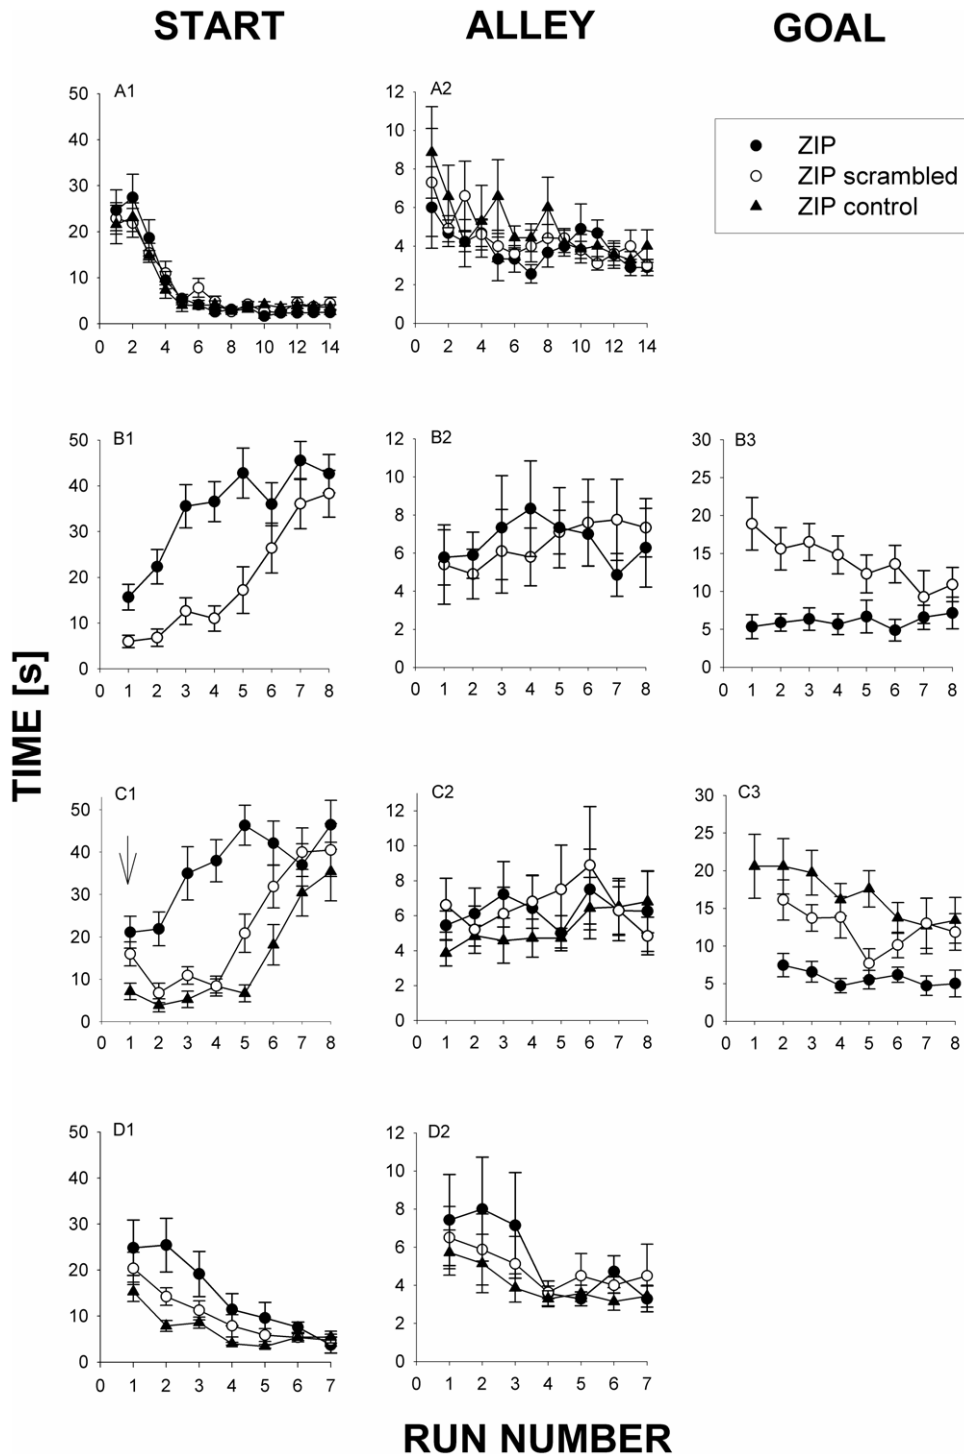 START ALLEY GOAL
A1
50
40
30
20
10
0
0 2 4 6 8 10 12 14
A2
12
10
8
6
4
2
0
0 2 4 6 8 10 12 14
ZIP
ZIP scrambled
ZIP control
B1
50
40
30
20
10
0
0 1 2 3 4 5 6 7 8
B2
12
10
8
6
4
2
0
0 1 2 3 4 5 6 7 8
B3
30
25
20
15
10
5
0
0 1 2 3 4 5 6 7 8
TIME [s]
C1
50
40
30
20
10
0
0 1 2 3 4 5 6 7 8
C2
12
10
8
6
4
2
0
0 1 2 3 4 5 6 7 8
C3
30
25
20
15
10
5
0
0 1 2 3 4 5 6 7 8
D1
50
40
30
20
10
0
0 1 2 3 4 5 6 7
D2
12
10
8
6
4
2
0
0 1 2 3 4 5 6 7
RUN NUMBER